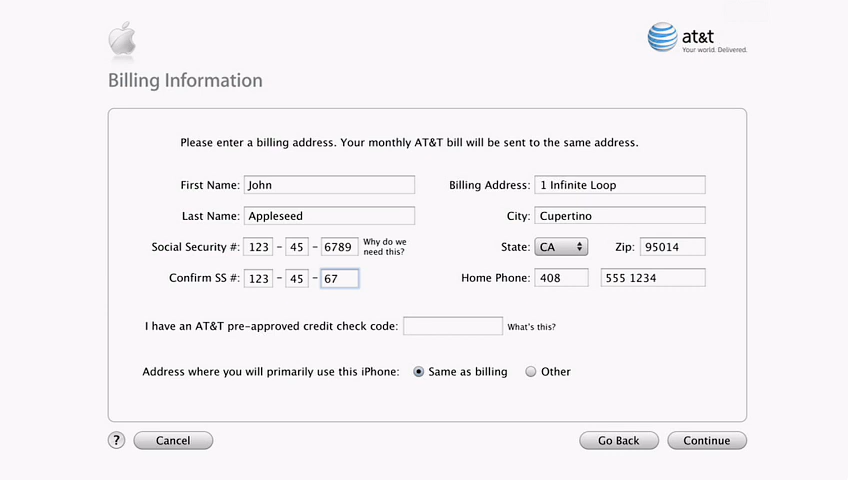 at&t
Your world. Delivered.
Billing Information
Please enter a billing address. Your monthly AT&T bill will be sent to the same address.
First Name: John
Billing Address: 1 Infinite Loop
Last Name: Appleseed
City: Cupertino
Social Security #: 123 - 45 - 6789 Why do we need this?
State: CA Zip: 95014
Confirm SS #: 123 - 45 - 67
Home Phone: 408 555 1234
I have an AT&T pre-approved credit check code: What's this?
Address where you will primarily use this iPhone: Same as billing Other
? Cancel Go Back Continue